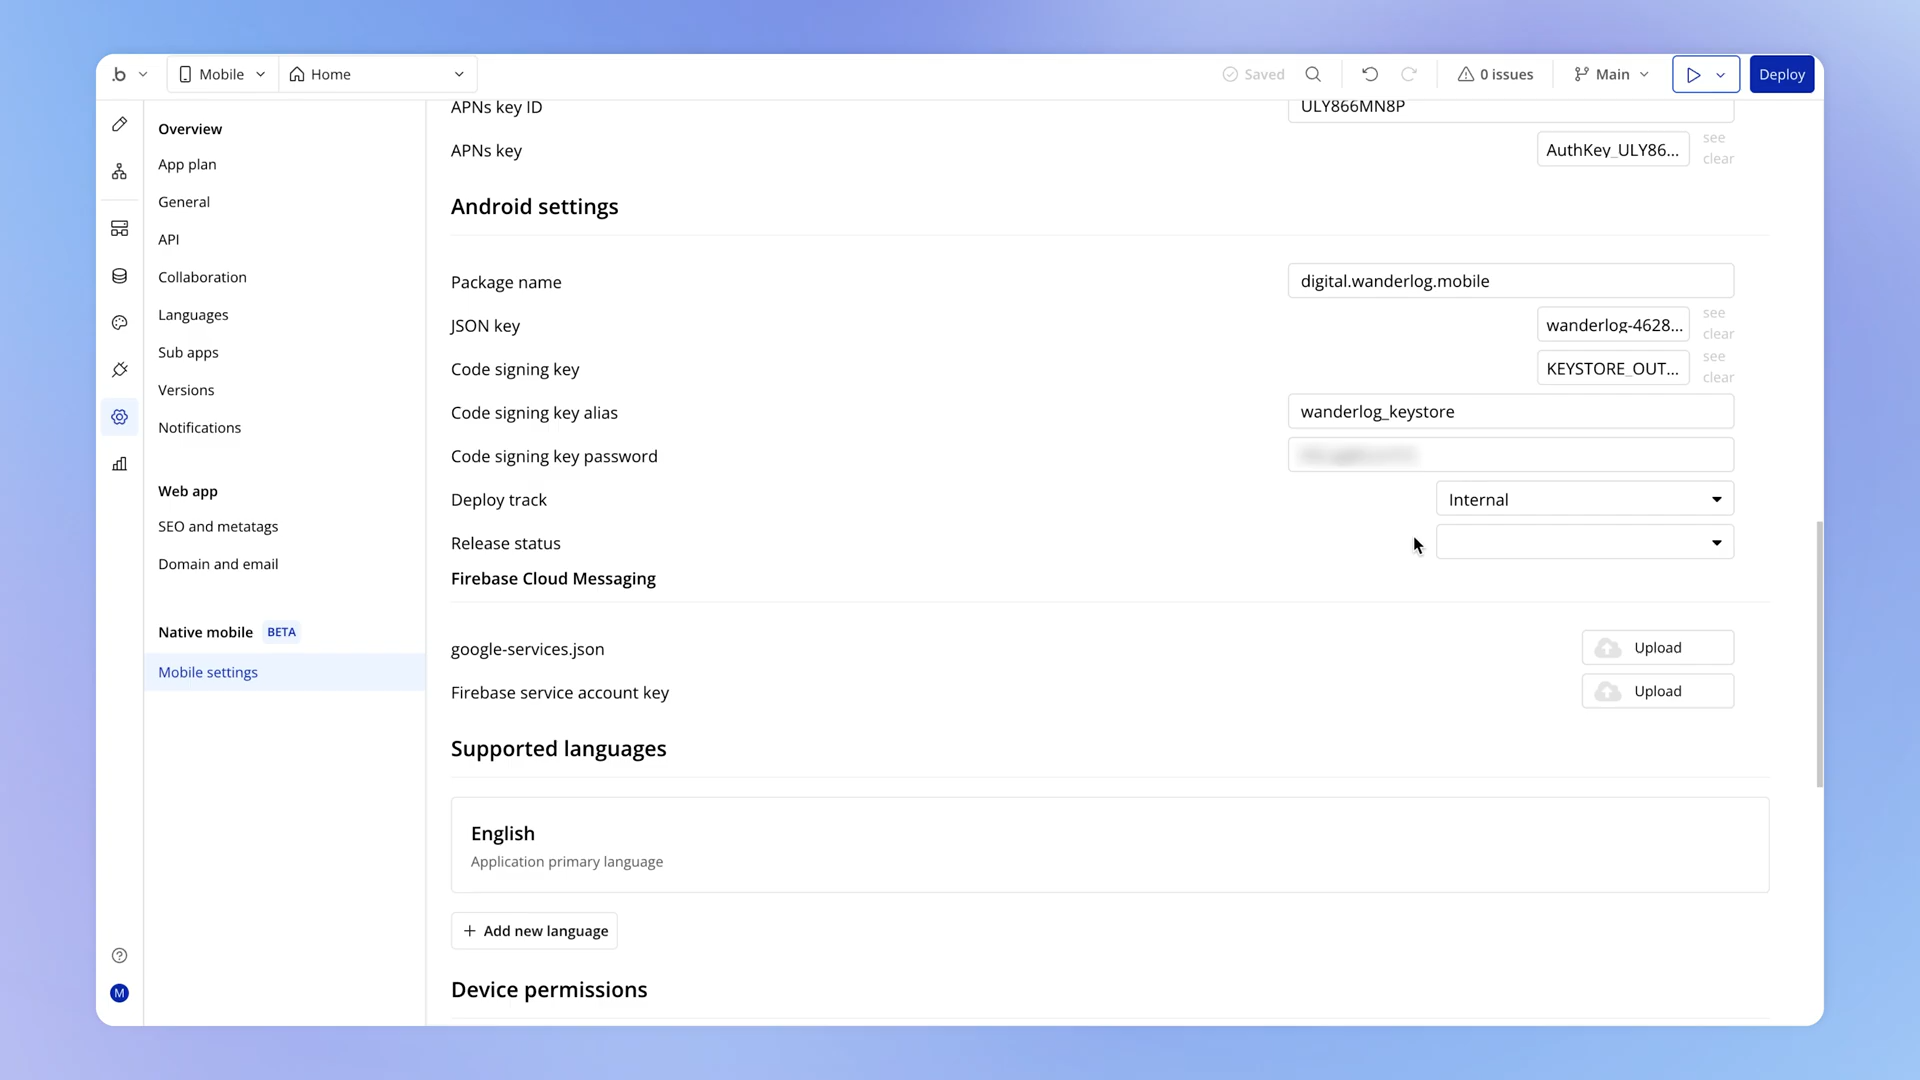 .b
Mobile
Home
Saved
0 issues
Main
Deploy
Overview
App plan
General
API
Collaboration
Languages
Sub apps
Versions
Notifications
Web app
SEO and metatags
Domain and email
Native mobile BETA
Mobile settings
M
APNs key ID
ULY866MN8P
APNs key
AuthKey_ULY86...
see
clear
Android settings
Package name
digital.wanderlog.mobile
JSON key
wanderlog-4628...
see
clear
Code signing key
KEYSTORE_OUT...
see
clear
Code signing key alias
wanderlog_keystore
Code signing key password
Deploy track
Internal
Release status
Firebase Cloud Messaging
google-services.json
Upload
Firebase service account key
Upload
Supported languages
English
Application primary language
+ Add new language
Device permissions